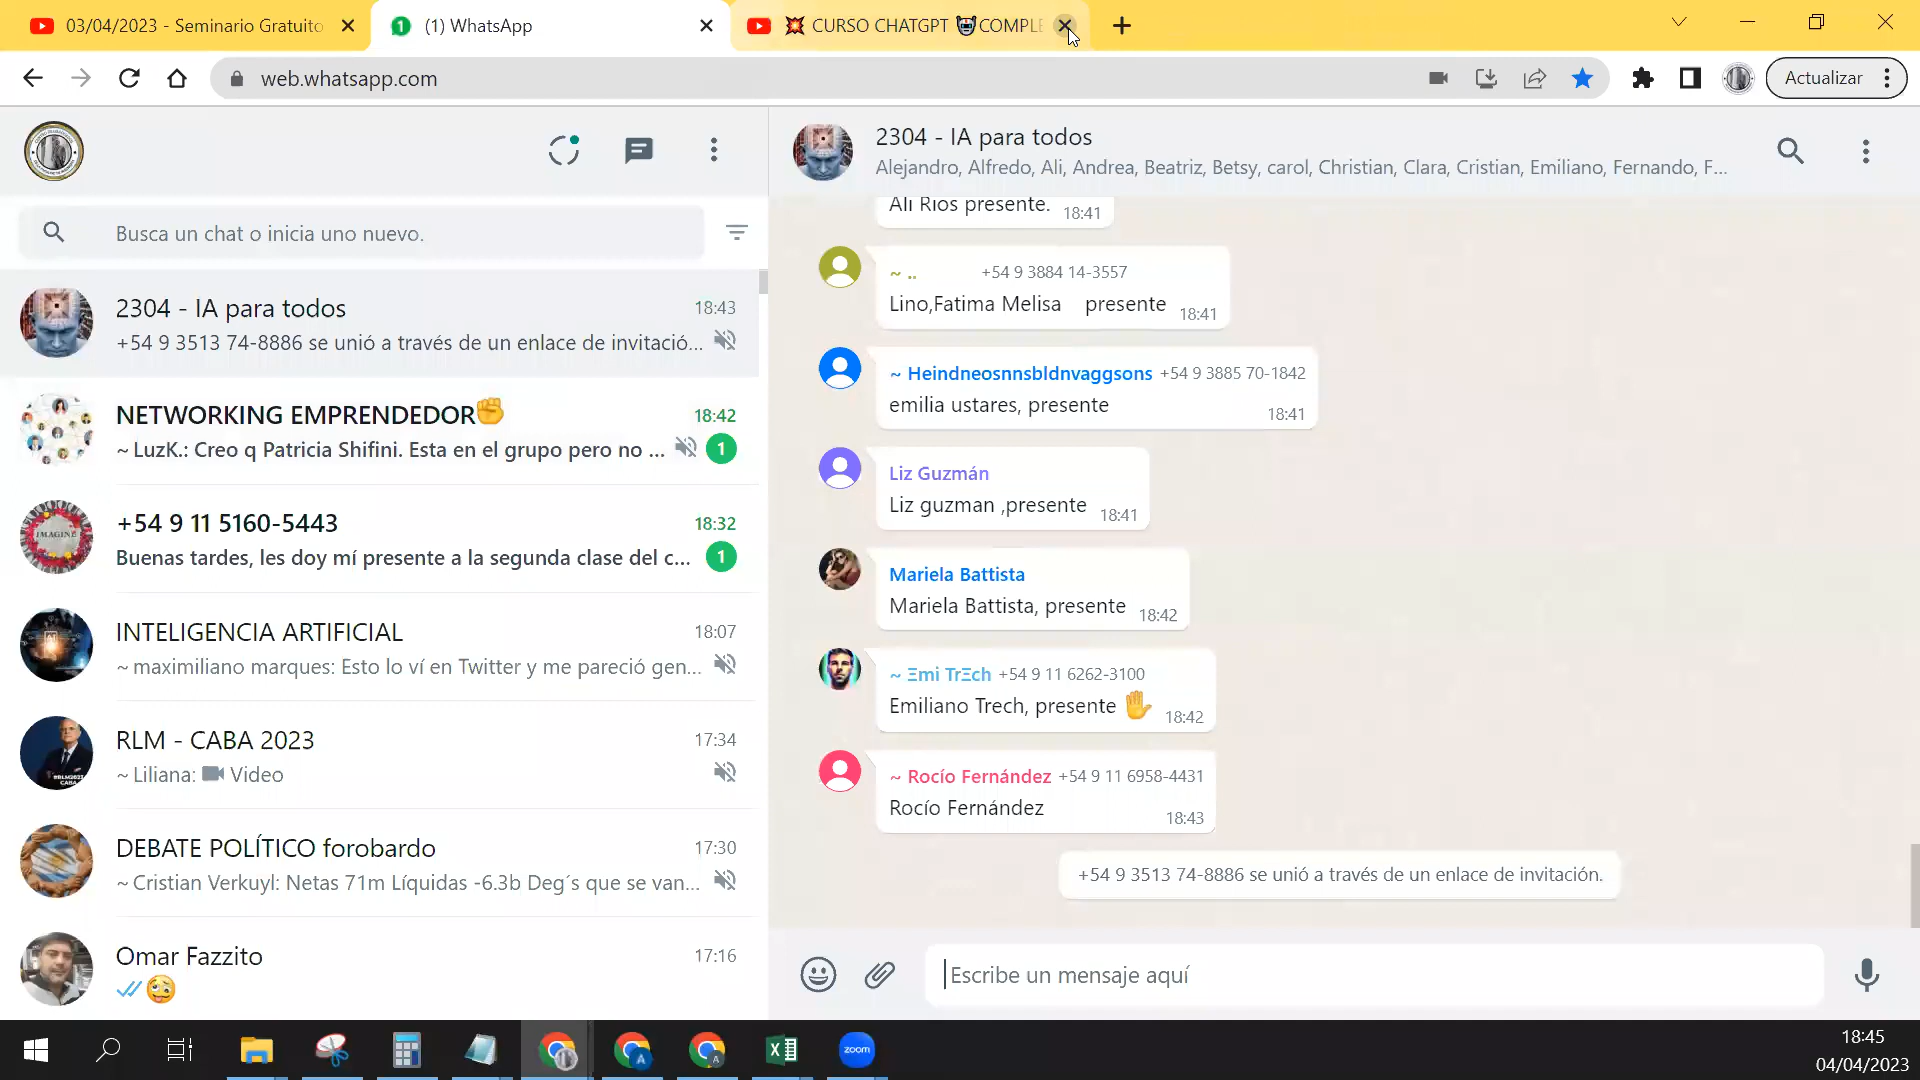 03/04/2023 - Seminario Gratuito
(1) WhatsApp
💥 CURSO CHATGPT 🤖COMPLE
web.whatsapp.com
Actualizar
2304 - IA para todos
Alejandro, Alfredo, Ali, Andrea, Beatriz, Betsy, carol, Christian, Clara, Cristian, Emiliano, Fernando, F...
Busca un chat o inicia uno nuevo.
2304 - IA para todos
18:43
+54 9 3513 74-8886 se unió a través de un enlace de invitació...
NETWORKING EMPRENDEDOR✊
18:42
~ LuzK.: Creo q Patricia Shifini. Esta en el grupo pero no ...
1
+54 9 11 5160-5443
18:32
Buenas tardes, les doy mí presente a la segunda clase del c...
1
IMAGINE
INTELIGENCIA ARTIFICIAL
18:07
~ maximiliano marques: Esto lo ví en Twitter y me pareció gen...
RLM - CABA 2023
17:34
~ Liliana: Video
DEBATE POLÍTICO forobardo
17:30
~ Cristian Verkuyl: Netas 71m Líquidas -6.3b Deg´s que se van...
Omar Fazzito
17:16
Ali Rios presente. 18:41
~ .. +54 9 3884 14-3557
Lino,Fatima Melisa presente 18:41
~ Heindneosnnsbldnvaggsons +54 9 3885 70-1842
emilia ustares, presente 18:41
Liz Guzmán
Liz guzman ,presente 18:41
Mariela Battista
Mariela Battista, presente 18:42
~ Ξmi TrΞch +54 9 11 6262-3100
Emiliano Trech, presente ✋ 18:42
~ Rocío Fernández +54 9 11 6958-4431
Rocío Fernández 18:43
+54 9 3513 74-8886 se unió a través de un enlace de invitación.
Escribe un mensaje aquí
zoom
18:45
04/04/2023